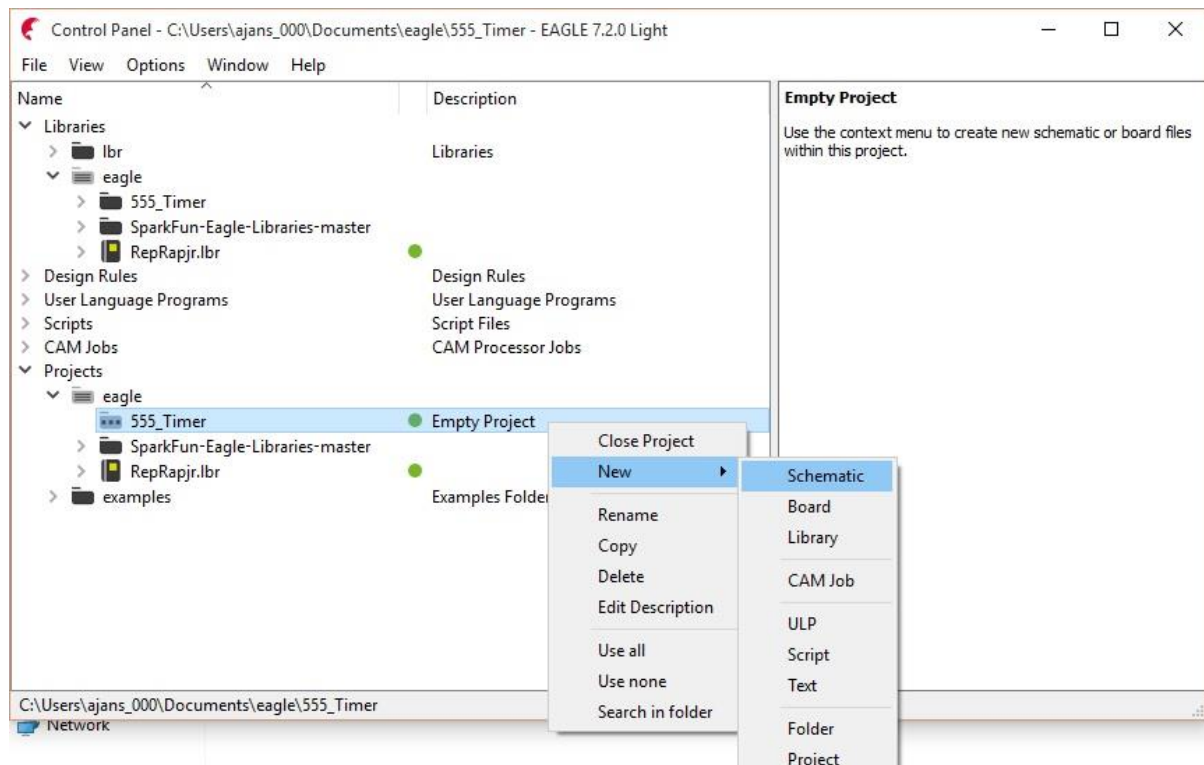 Control Panel - C:\Users\ajans_000\Documents\eagle\555_Timer - EAGLE 7.2.0 Light
File View Options Window Help
Name Description
Libraries
lbr Libraries
eagle
555_Timer
SparkFun-Eagle-Libraries-master
RepRapjr.lbr
Design Rules Design Rules
User Language Programs User Language Programs
Scripts Script Files
CAM Jobs CAM Processor Jobs
Projects
eagle
555_Timer Empty Project
SparkFun-Eagle-Libraries-master
RepRapjr.lbr
examples Examples Folder
Empty Project
Use the context menu to create new schematic or board files
within this project.
Close Project
New
Rename
Copy
Delete
Edit Description
Use all
Use none
Search in folder
Schematic
Board
Library
CAM Job
ULP
Script
Text
Folder
Project
C:\Users\ajans_000\Documents\eagle\555_Timer
Network